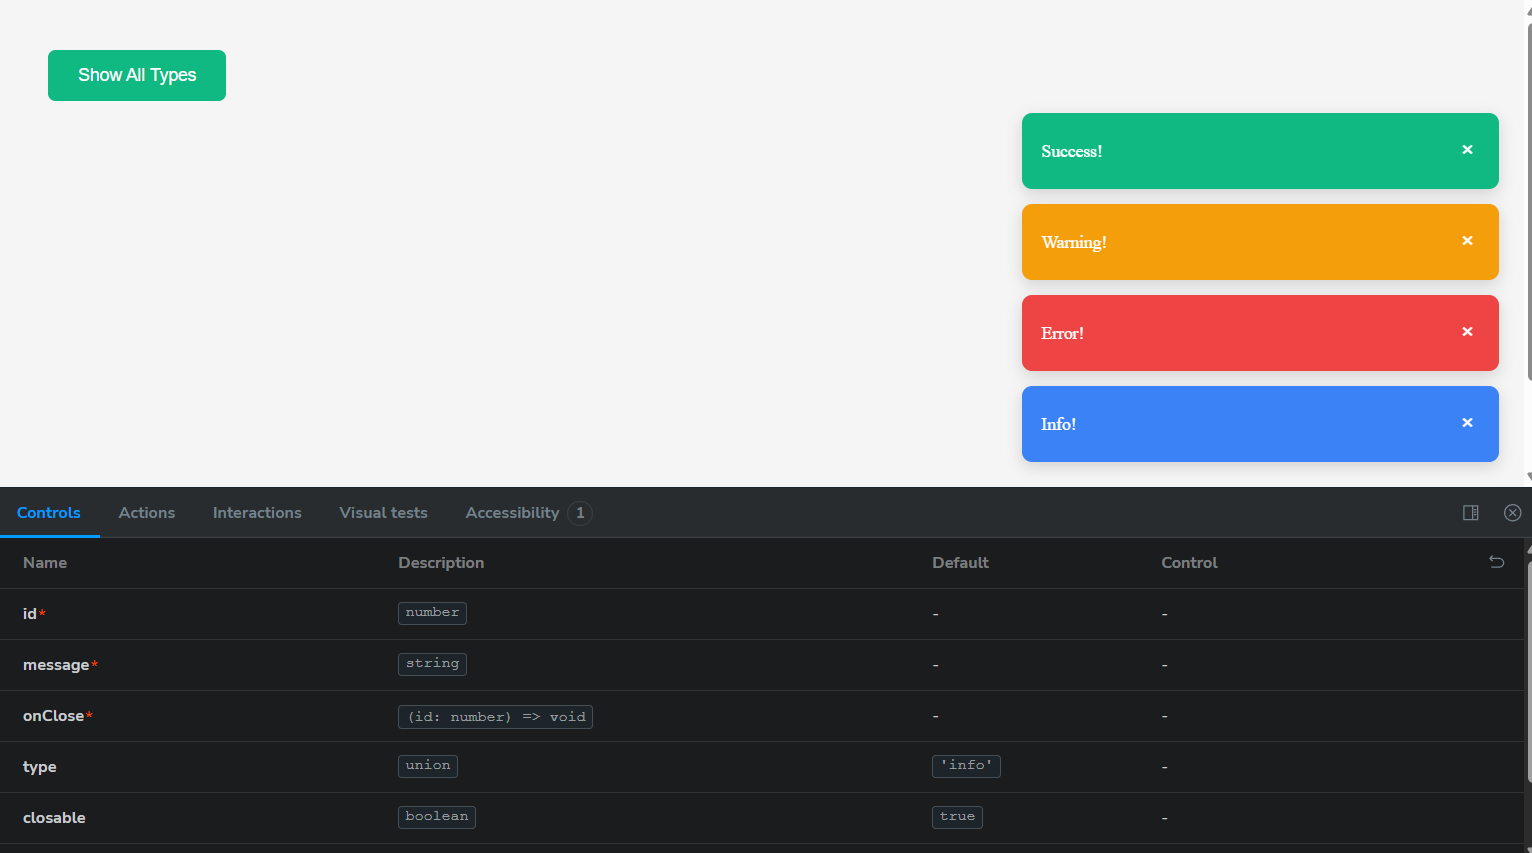 Show All Types
Success! ×
Warning! ×
Error! ×
Info! ×
Controls Actions Interactions Visual tests Accessibility 1
Name Description Default Control
id* number - -
message* string - -
onClose* (id: number) => void - -
type union 'info' -
closable boolean true -